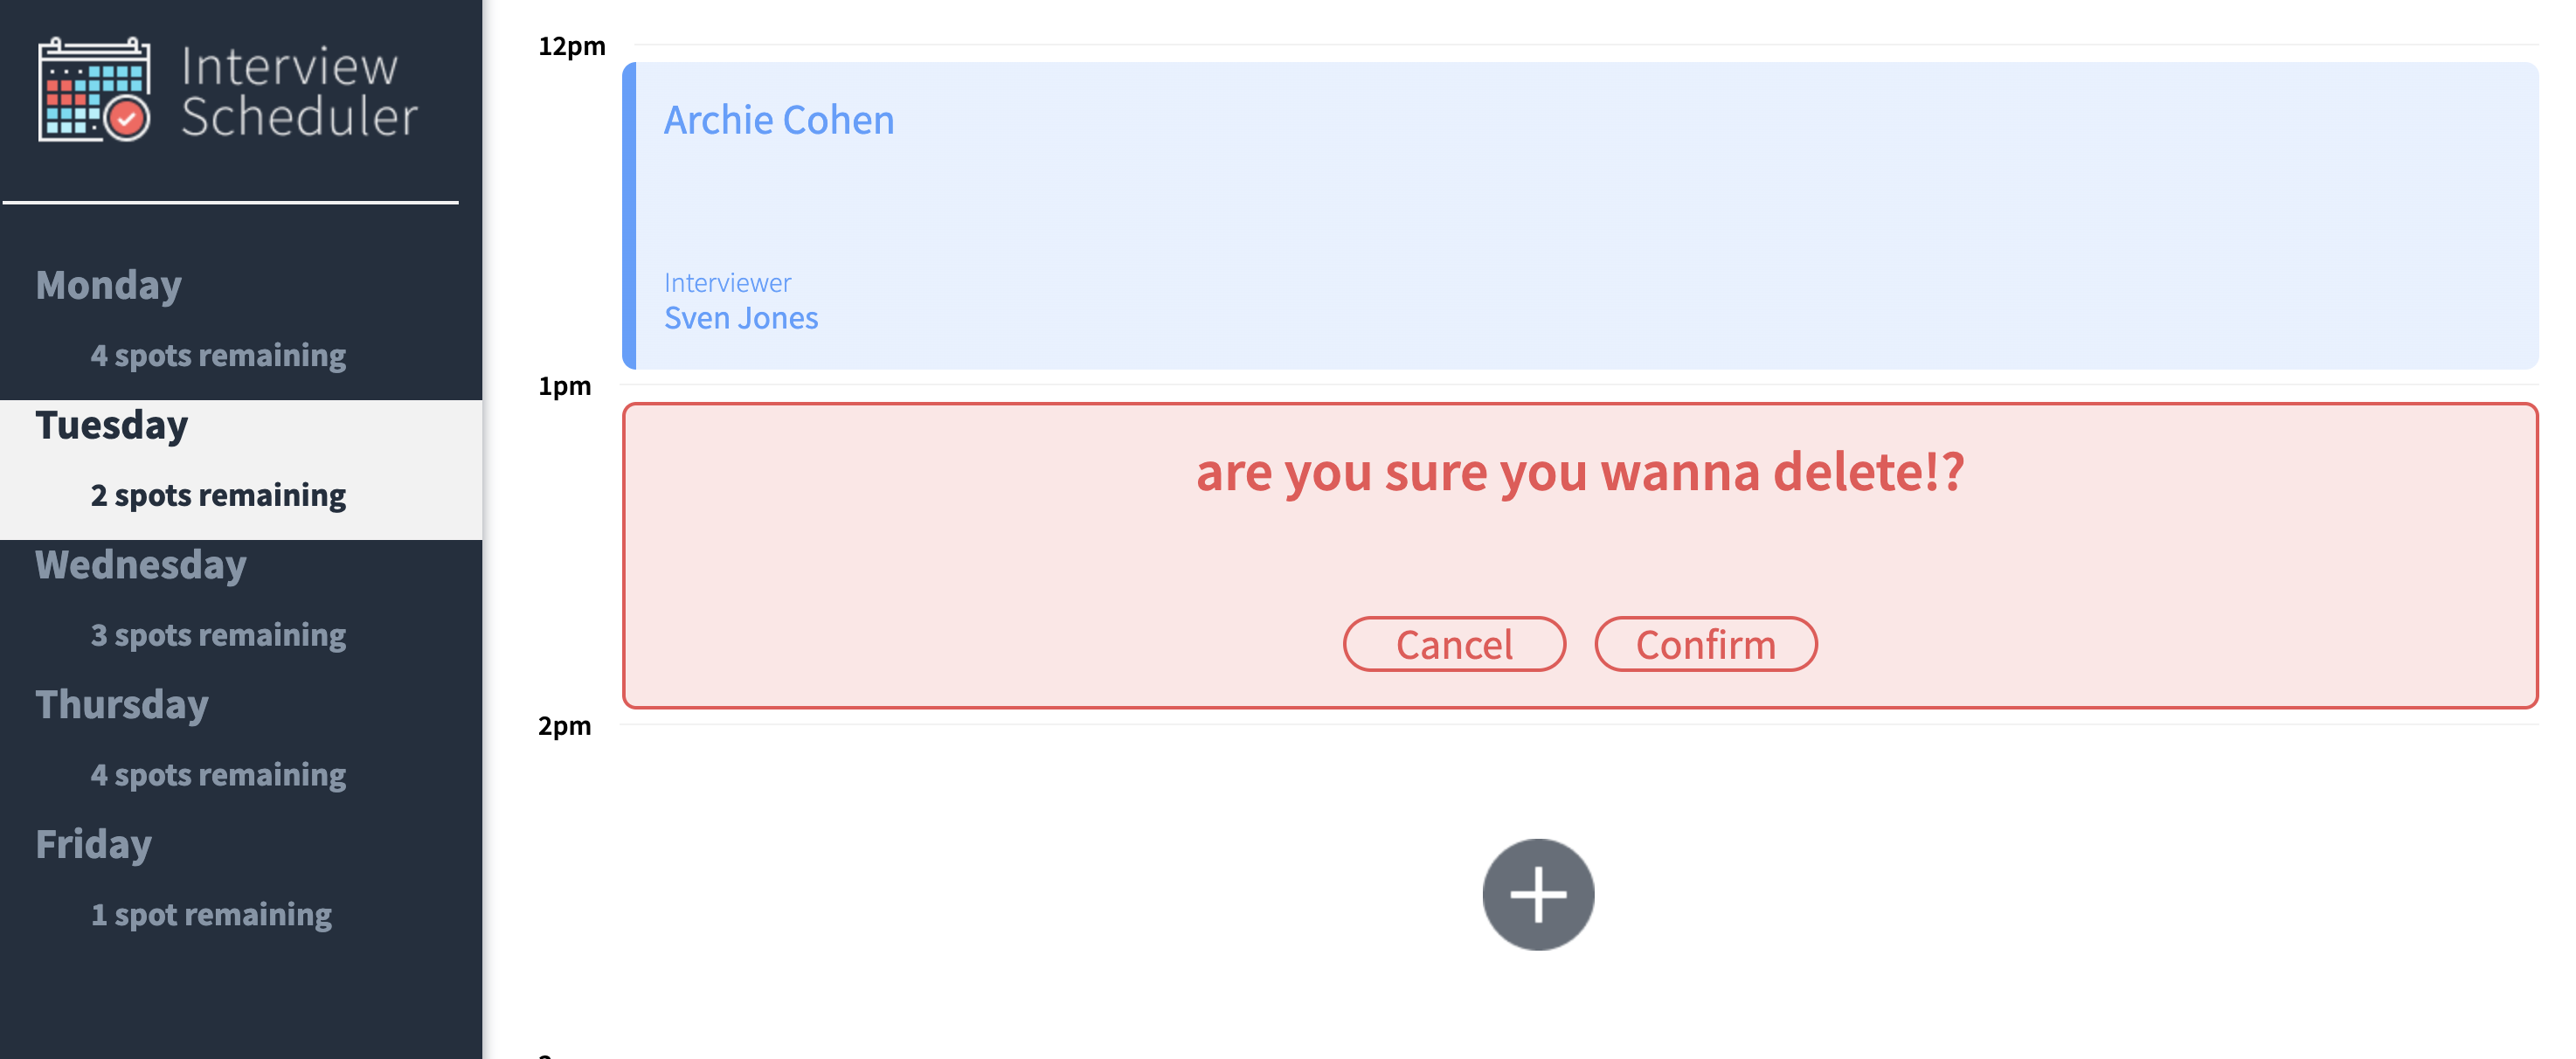 Interview
Scheduler
Monday
4 spots remaining
Tuesday
2 spots remaining
Wednesday
3 spots remaining
Thursday
4 spots remaining
Friday
1 spot remaining
12pm
Archie Cohen
Interviewer
Sven Jones
1pm
are you sure you wanna delete!?
Cancel
Confirm
2pm